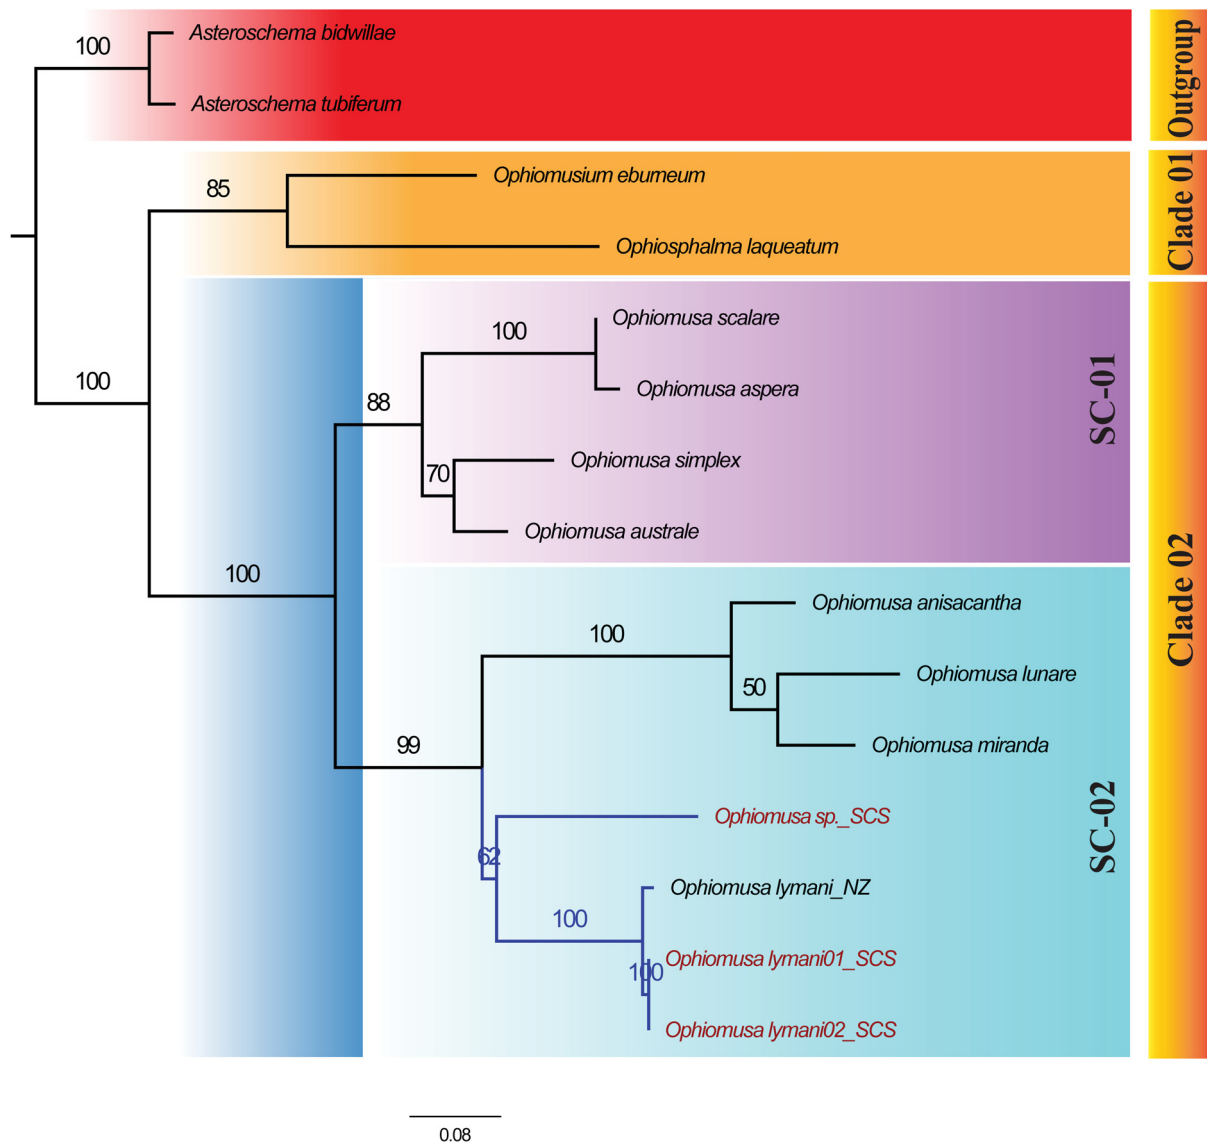 100
Asteroschema bidwillae
Asteroschema tubiferum
Outgroup
85
Ophiomusium eburneum
Ophiosphalma laqueatum
Clade 01
100
100
Ophiomusa scalare
Ophiomusa aspera
88
70
Ophiomusa simplex
Ophiomusa australe
SC-01
100
100
Ophiomusa anisacantha
50
Ophiomusa lunare
Ophiomusa miranda
99
Clade 02
SC-02
62
Ophiomusa sp._SCS
Ophiomusa lymani_NZ
100
100
Ophiomusa lymani01_SCS
Ophiomusa lymani02_SCS
0.08